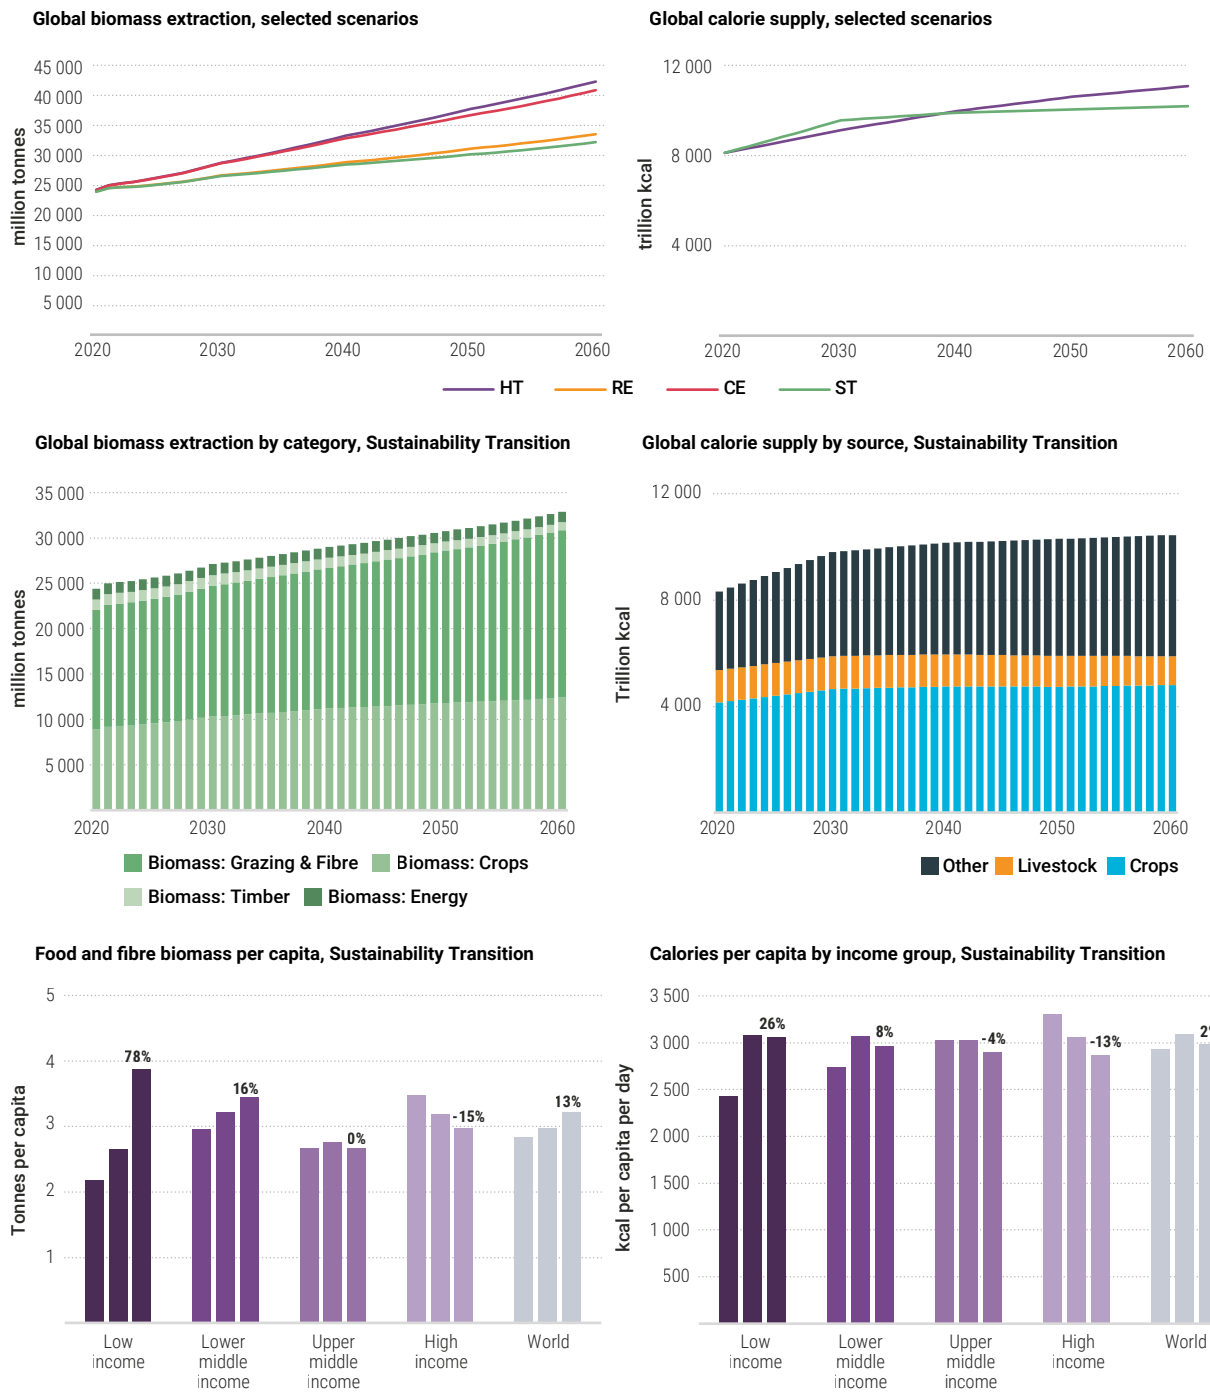 Global biomass extraction, selected scenarios
million tonnes
45 000
40 000
35 000
30 000
25 000
20 000
15 000
10 000
5 000
2020 2030 2040 2050 2060
Global calorie supply, selected scenarios
trillion kcal
12 000
8 000
4 000
2020 2030 2040 2050 2060
HT RE CE ST
Global biomass extraction by category, Sustainability Transition
million tonnes
35 000
30 000
25 000
20 000
15 000
10 000
5 000
2020 2030 2040 2050 2060
Biomass: Grazing & Fibre Biomass: Crops
Biomass: Timber Biomass: Energy
Global calorie supply by source, Sustainability Transition
Trillion kcal
12 000
8 000
4 000
2020 2030 2040 2050 2060
Other Livestock Crops
Food and fibre biomass per capita, Sustainability Transition
Tonnes per capita
5
4
3
2
1
78%
16%
0%
-15%
13%
Low
income
Lower
middle
income
Upper
middle
income
High
income
World
Calories per capita by income group, Sustainability Transition
kcal per capita per day
3 500
3 000
2 500
2 000
1 500
1 000
500
26%
8%
-4%
-13%
Low
income
Lower
middle
income
Upper
middle
income
High
income
World